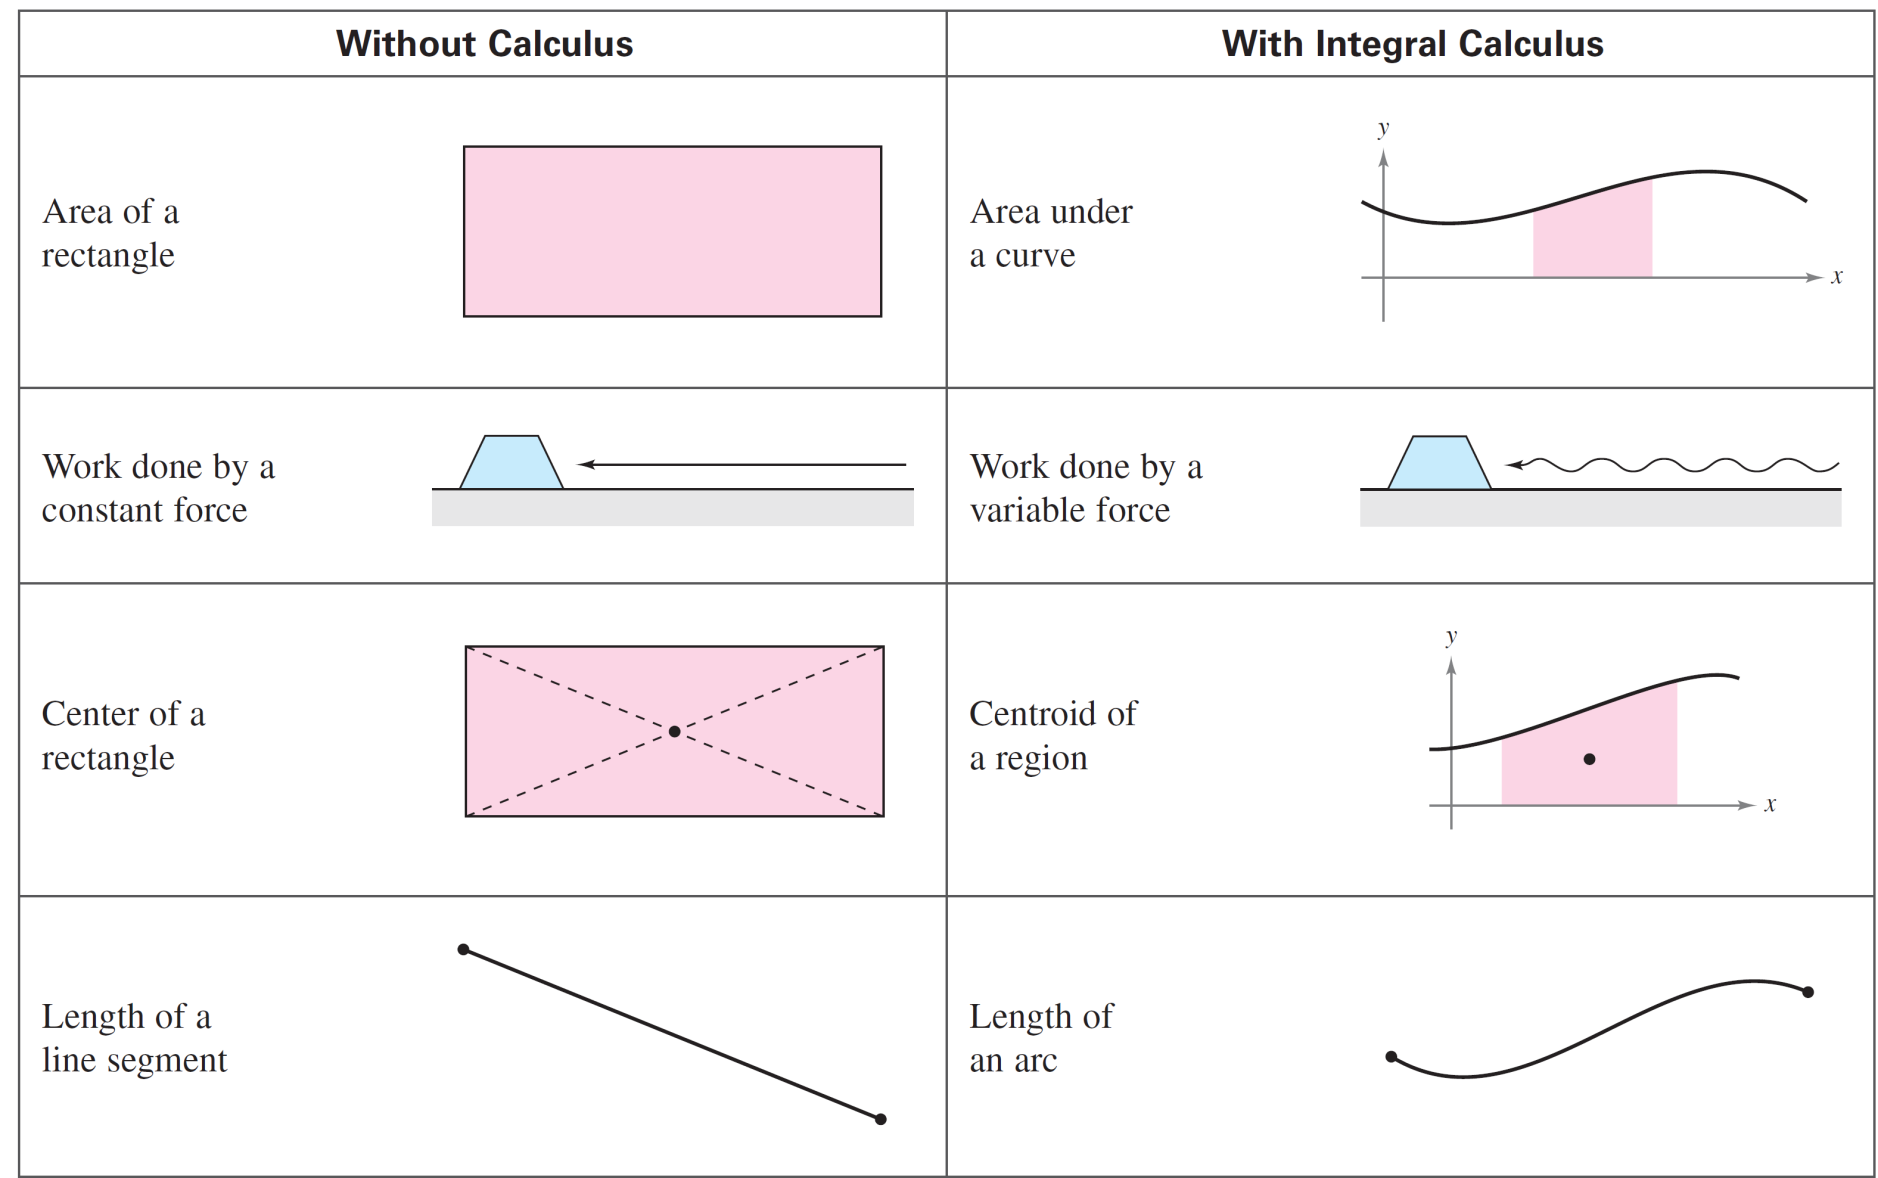 Without Calculus
With Integral Calculus
Area of a
rectangle
Area under
a curve
y
x
Work done by a
constant force
Work done by a
variable force
Center of a
rectangle
Centroid of
a region
y
x
Length of a
line segment
Length of
an arc